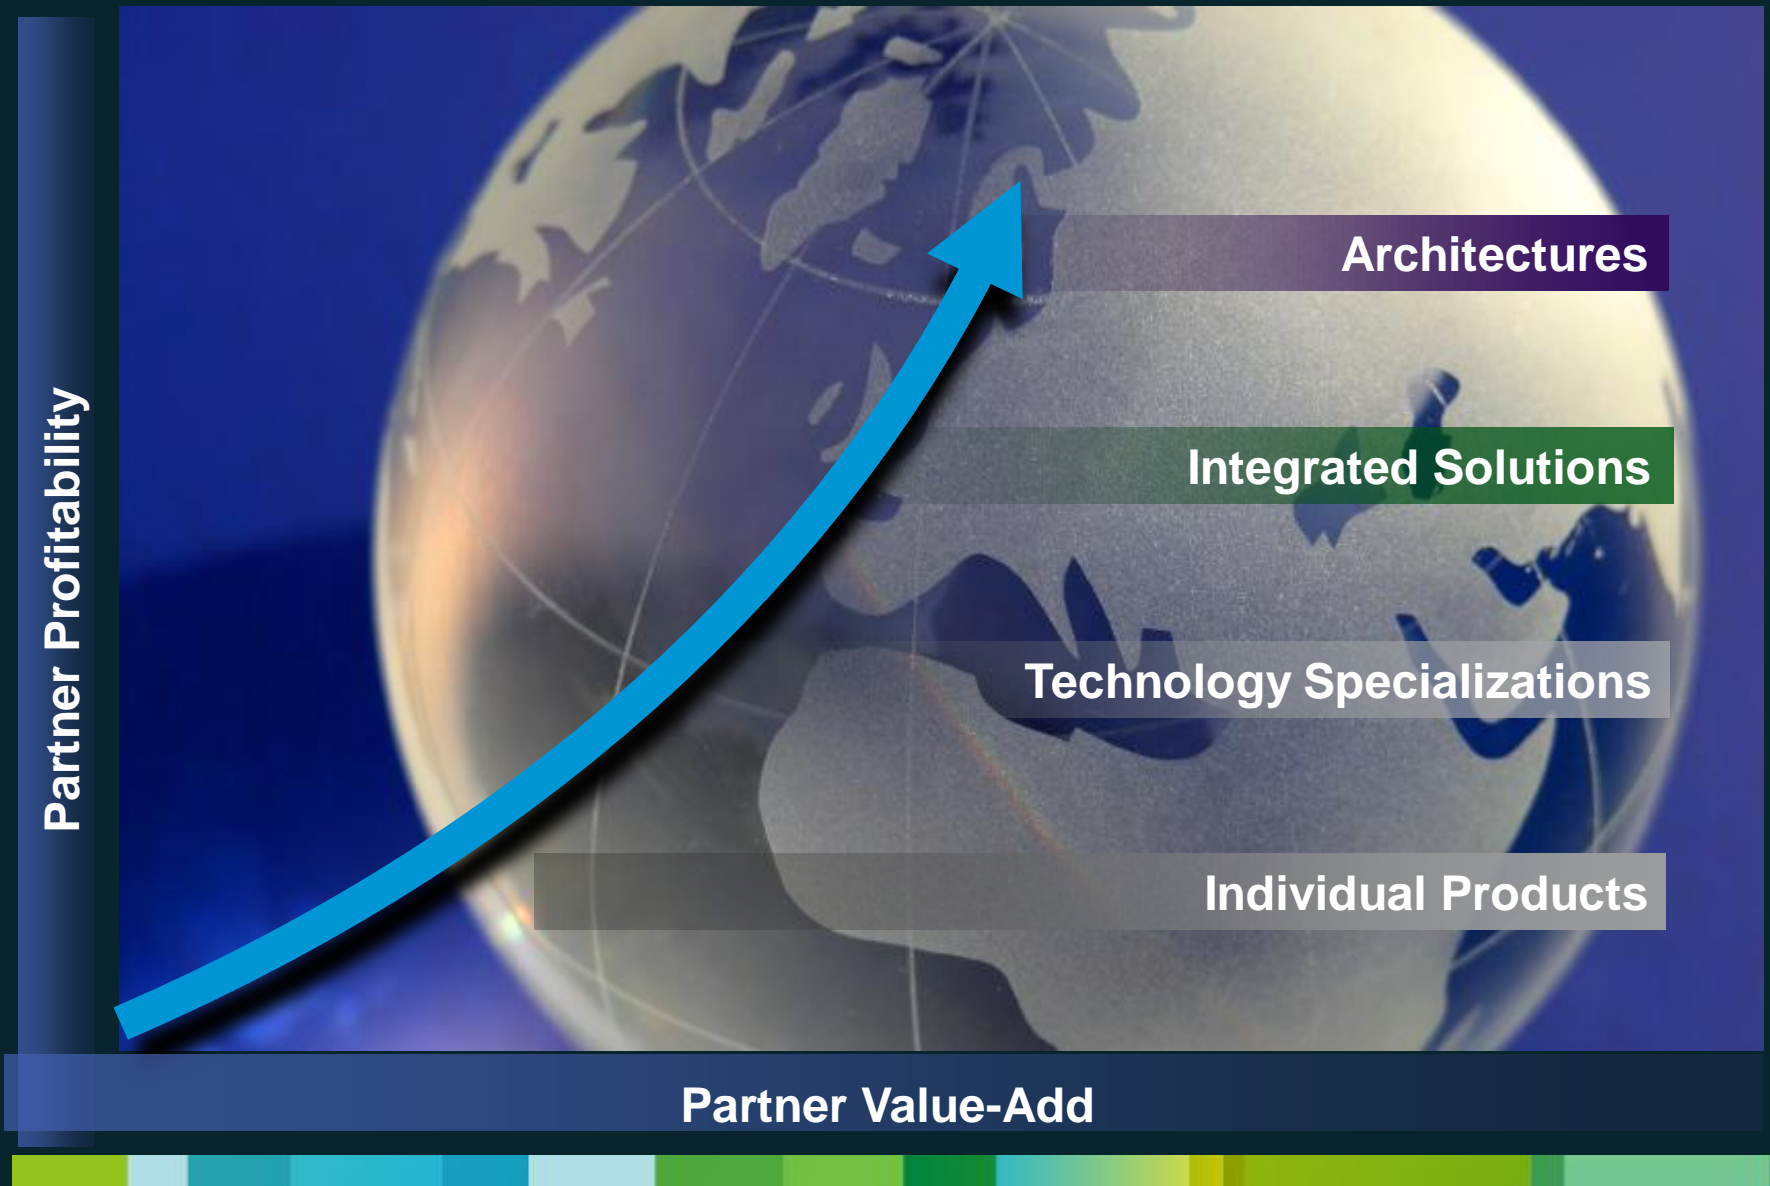 Architectures
Integrated Solutions
Partner Profitability
Technology Specializations
Individual Products
Partner Value-Add